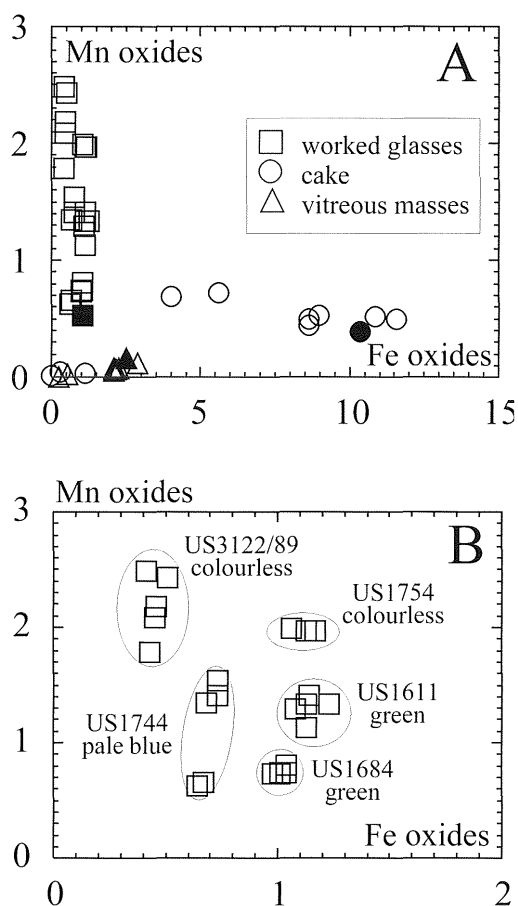 3
Mn oxides
A
worked glasses
cake
2
vitreous masses
1
Fe oxides
0
0 5 10 15
Mn oxides
3
US3122/89
colourless
B
US1754
colourless
2
US1611
green
US1744
pale blue
1
US1684
green
Fe oxides
0
0 1 2